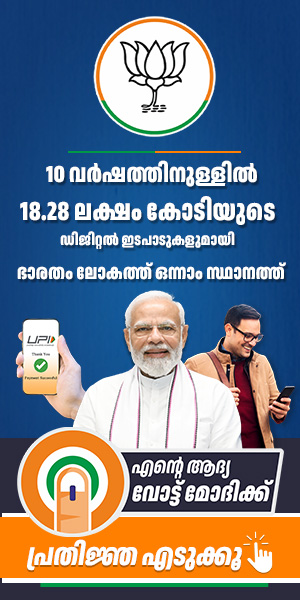 10 വർഷത്തിനുള്ളിൽ
18.28 ലക്ഷം കോടിയുടെ
ഡിജിറ്റൽ ഇടപാടുകളുമായി
ഭാരതം ലോകത്ത് ഒന്നാം സ്ഥാനത്ത്
UPI
Thank You
Payment Successful
എന്റെ ആദ്യ
വോട്ട് മോദിക്ക്
പ്രതിജ്ഞ എടുക്കൂ